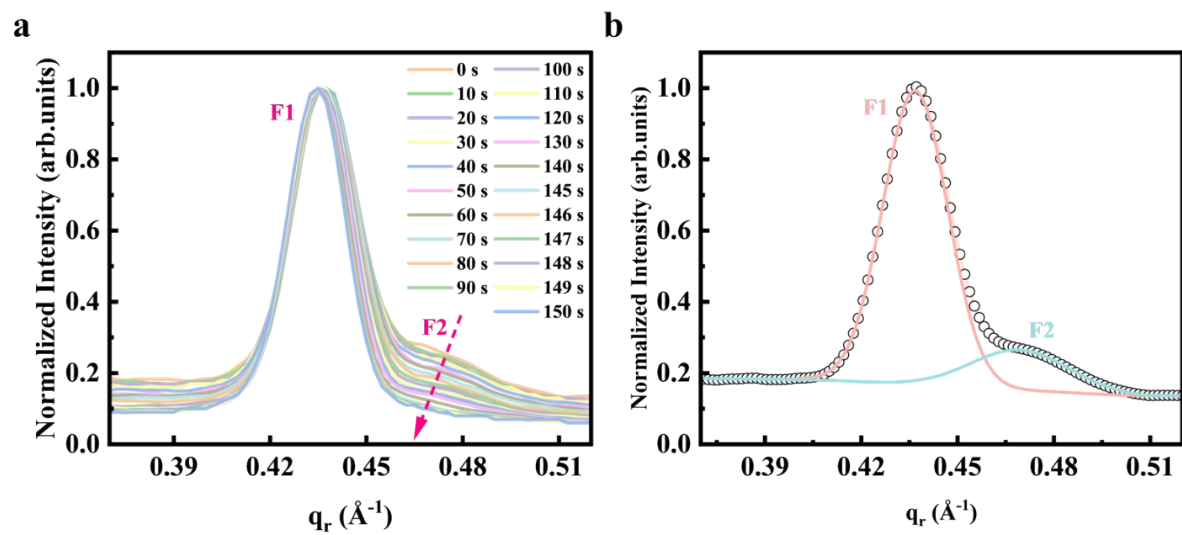 a
Normalized Intensity (arb.units)
1.0
0.8
0.6
0.4
0.2
0.0
F1
0 s 100 s
10 s 110 s
20 s 120 s
30 s 130 s
40 s 140 s
50 s 145 s
60 s 146 s
70 s 147 s
80 s 148 s
90 s 149 s
150 s
F2
0.39 0.42 0.45 0.48 0.51
qr (Å-1)
b
Normalized Intensity (arb.units)
1.0
0.8
0.6
0.4
0.2
0.0
F1
F2
0.39 0.42 0.45 0.48 0.51
qr (Å-1)